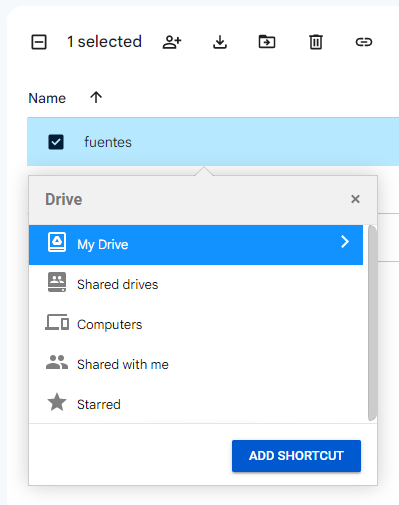 1 selected
Name
fuentes
Drive
My Drive
Shared drives
Computers
Shared with me
Starred
ADD SHORTCUT